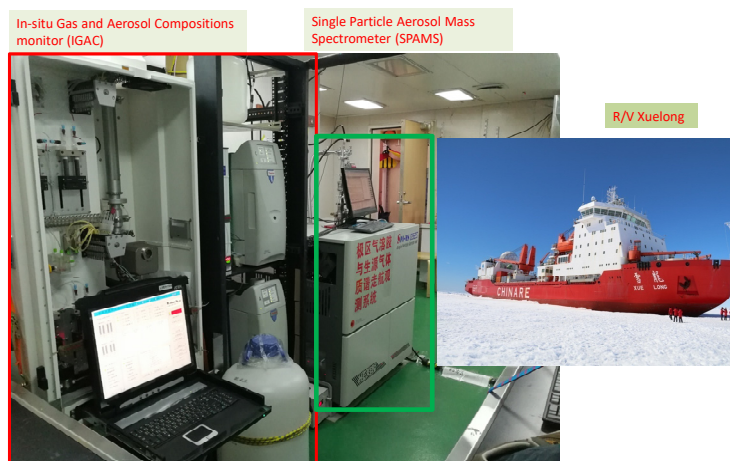 In-situ Gas and Aerosol Compositions
monitor (IGAC)
Single Particle Aerosol Mass
Spectrometer (SPAMS)
R/V Xuelong
极区气溶胶
与生源气体
质谱走航观
测系统
HEXIN
雪龍
XUE LONG
CHINARE